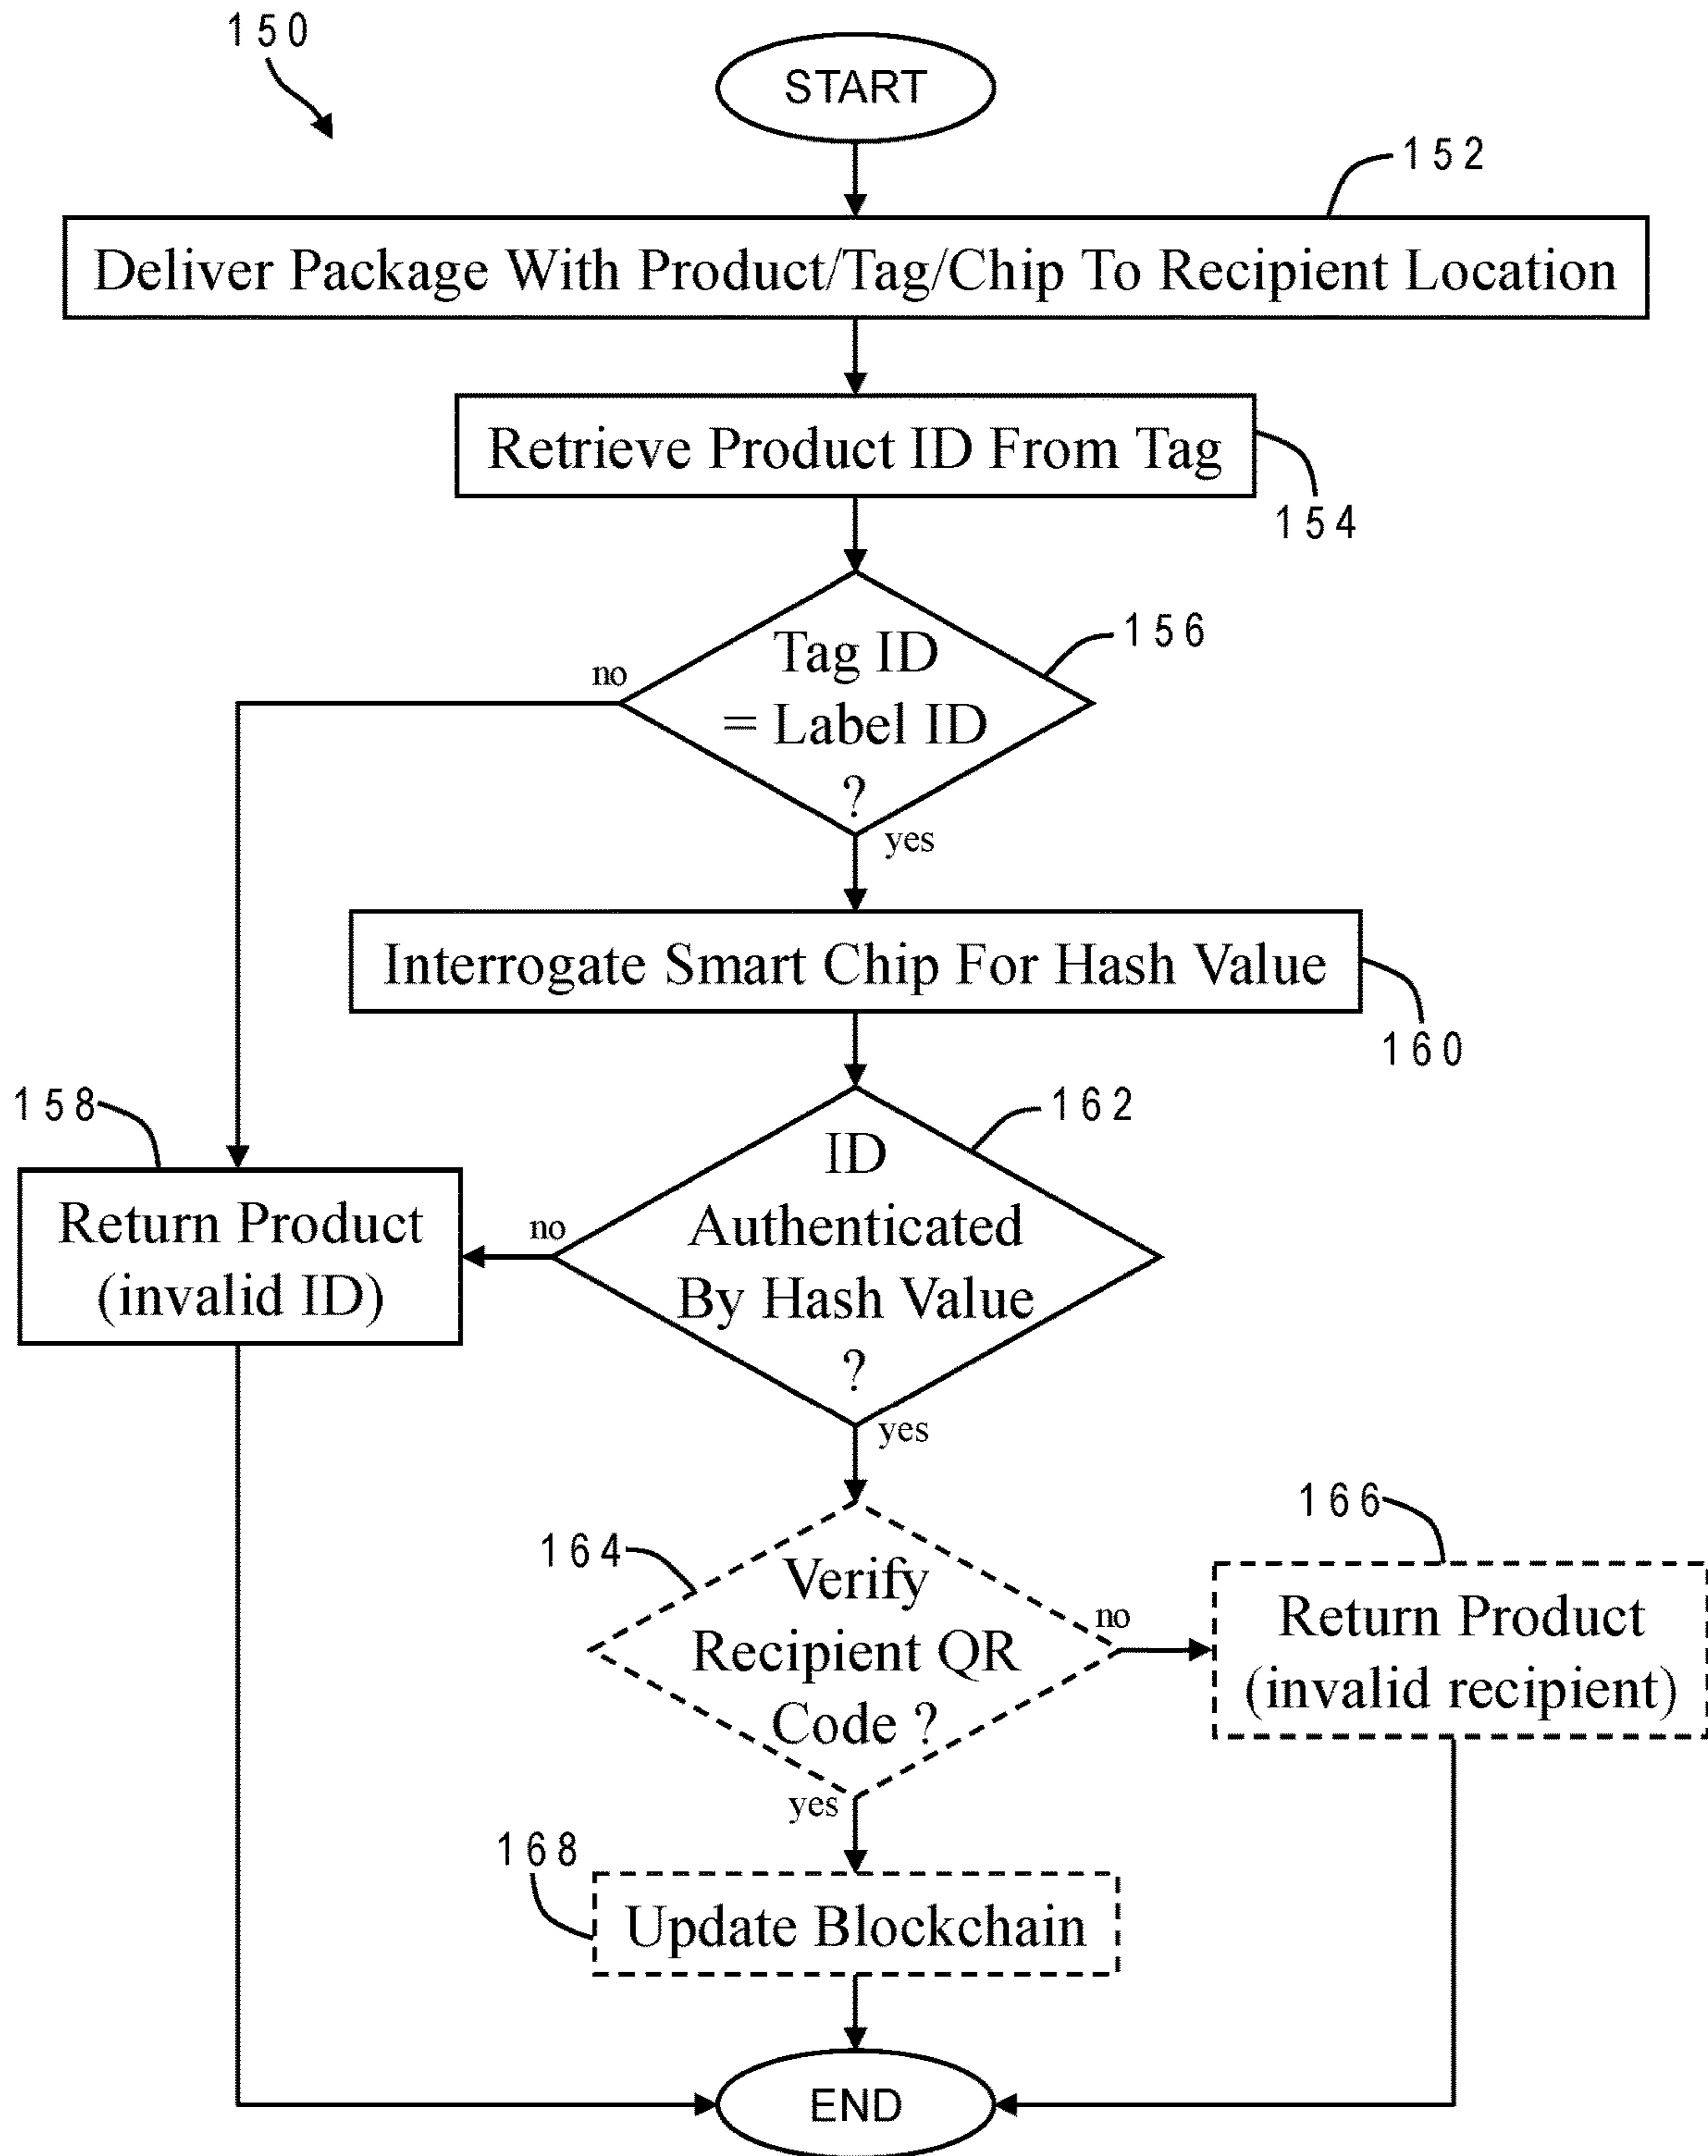 150
START
152
Deliver Package With Product/Tag/Chip To Recipient Location
Retrieve Product ID From Tag
154
156
Tag ID
= Label ID
?
no
yes
Interrogate Smart Chip For Hash Value
160
158
162
Return Product
(invalid ID)
no
ID
Authenticated
By Hash Value
?
yes
164
166
Verify
Recipient QR
Code ?
no
Return Product
(invalid recipient)
yes
168
Update Blockchain
END